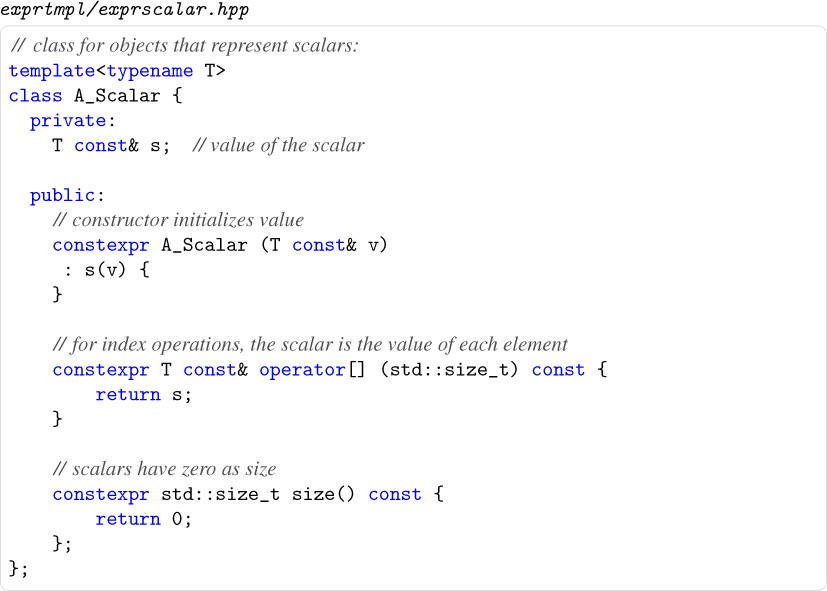 exprtmpl/exprscalar.hpp
// class for objects that represent scalars:
template<typename T>
class A_Scalar {
  private:
    T const& s;  // value of the scalar

  public:
    // constructor initializes value
    constexpr A_Scalar (T const& v)
     : s(v) {
    }

    // for index operations, the scalar is the value of each element
    constexpr T const& operator[] (std::size_t) const {
        return s;
    }

    // scalars have zero as size
    constexpr std::size_t size() const {
        return 0;
    };
};